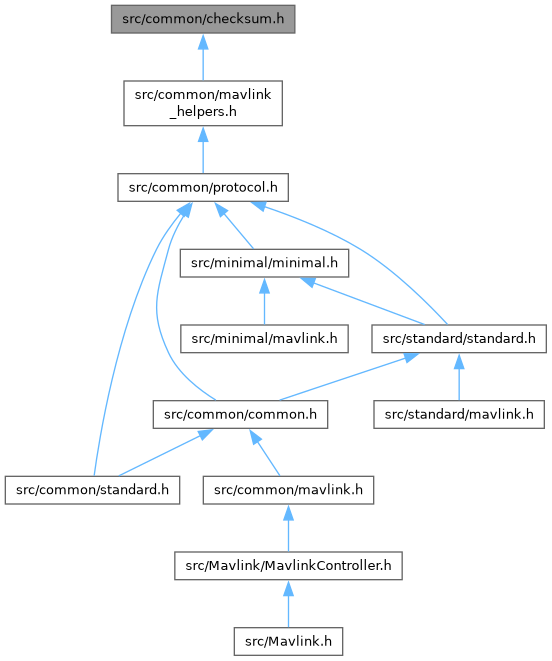 src/common/checksum.h
src/common/mavlink
_helpers.h
src/common/protocol.h
src/minimal/minimal.h
src/minimal/mavlink.h
src/standard/standard.h
src/common/common.h
src/standard/mavlink.h
src/common/standard.h
src/common/mavlink.h
src/Mavlink/MavlinkController.h
src/Mavlink.h